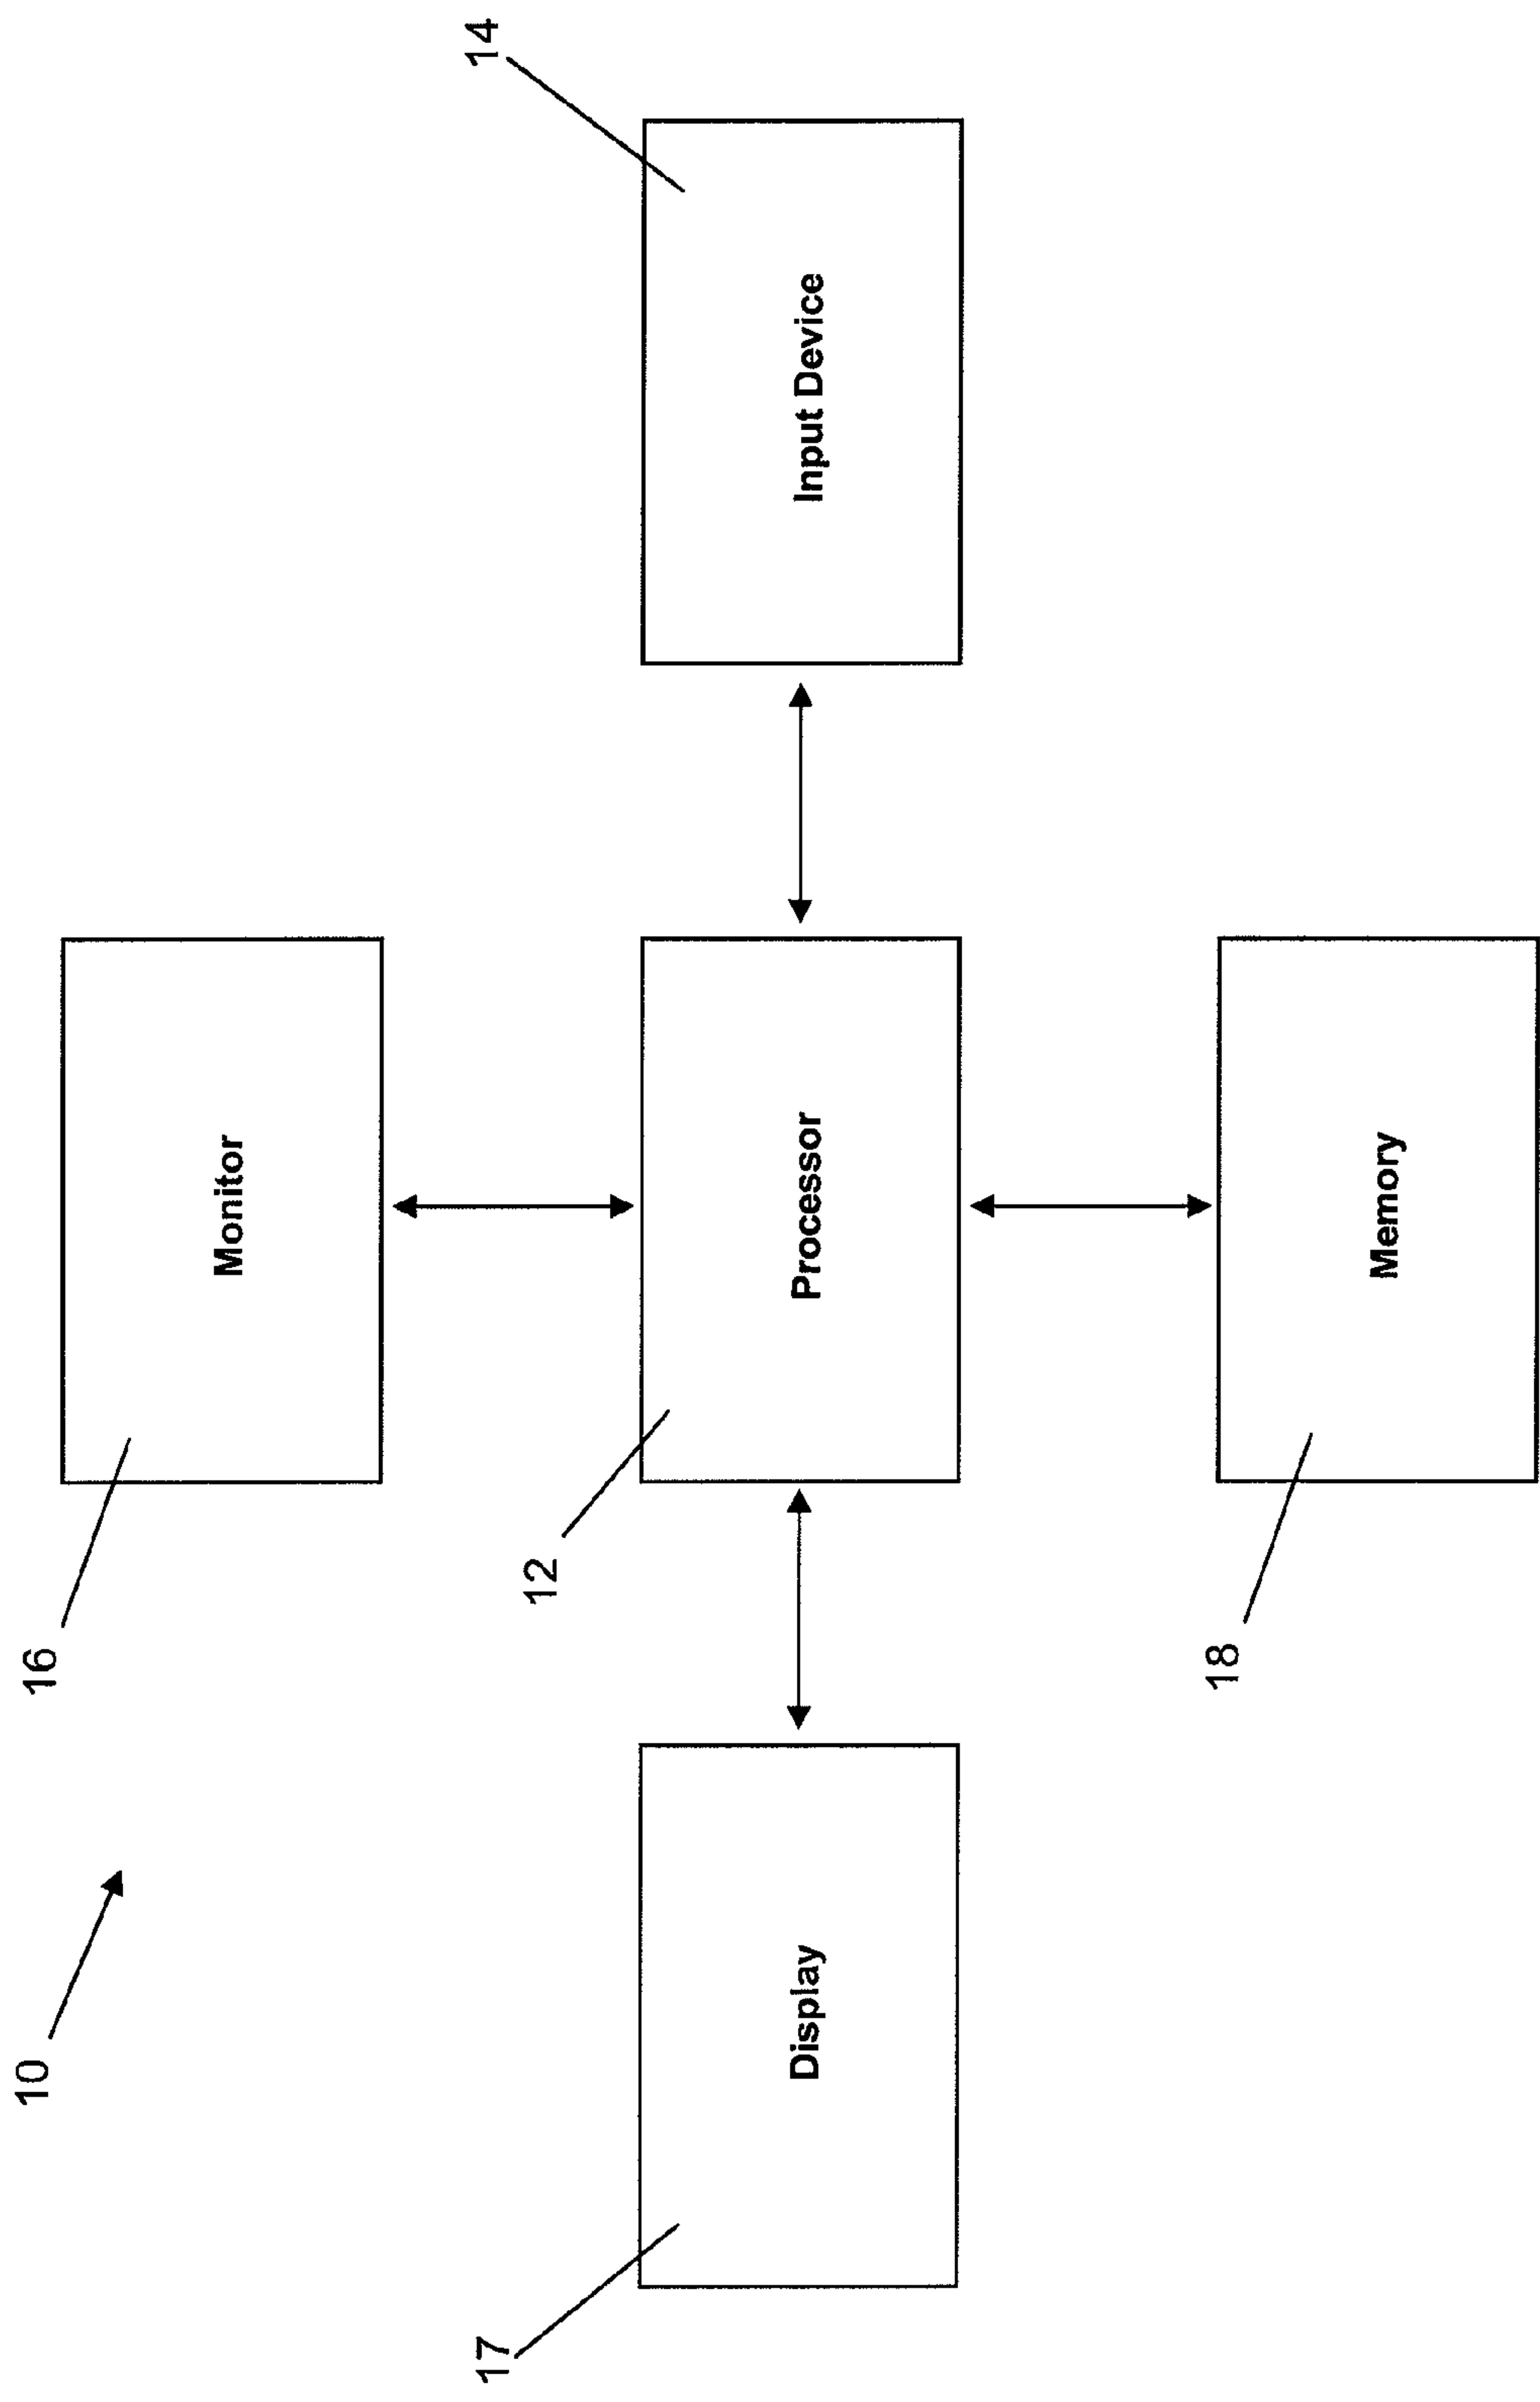 10
16
Monitor
14
12
17
Display
Processor
Input Device
18
Memory